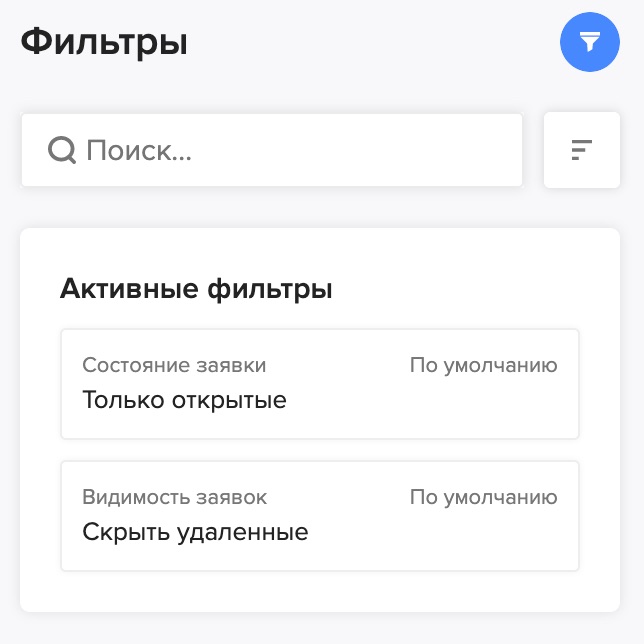 Фильтры
Поиск...
Активные фильтры
Состояние заявки По умолчанию
Только открытые
Видимость заявок По умолчанию
Скрыть удаленные